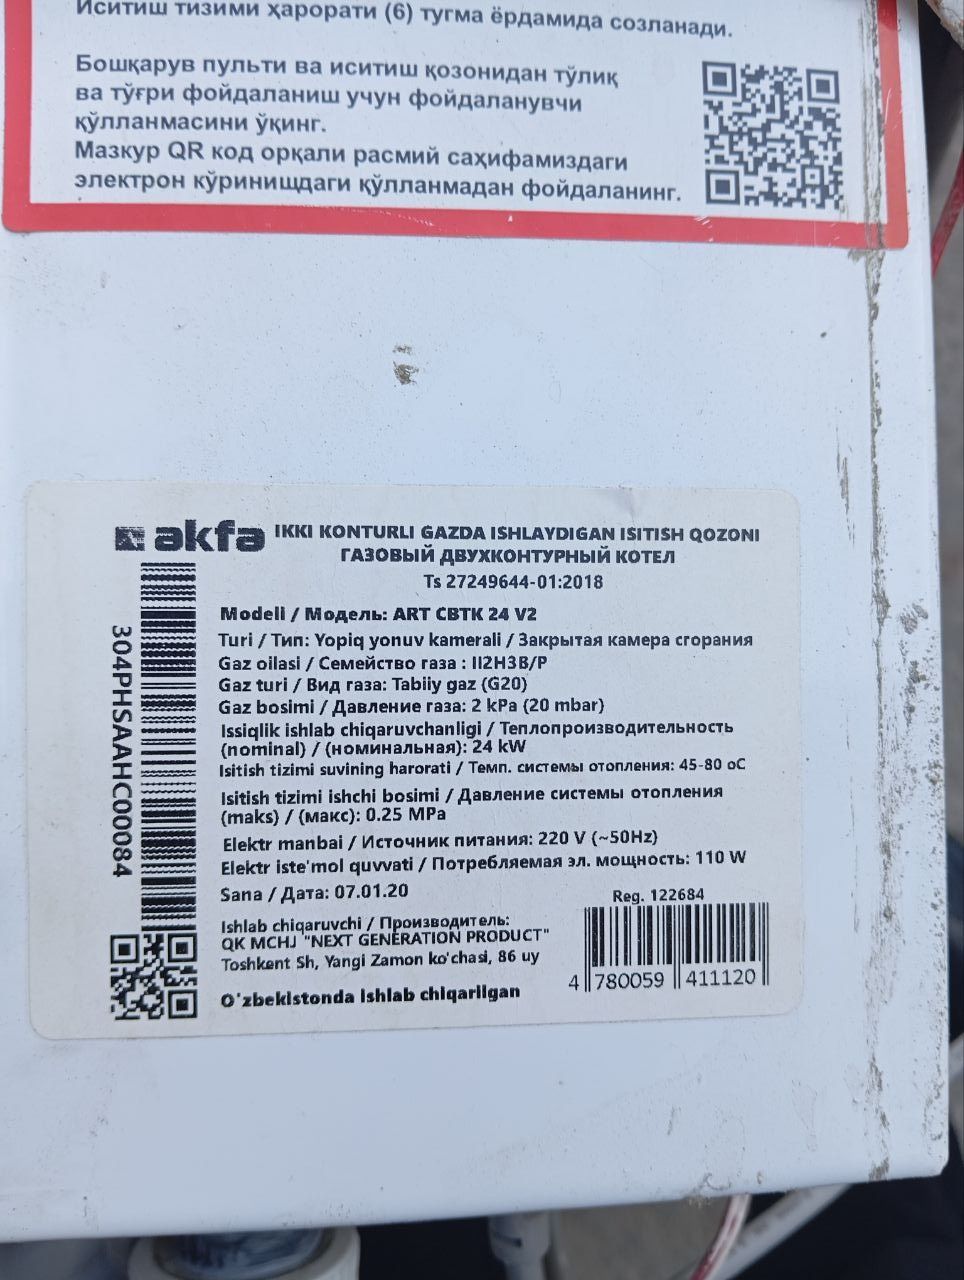 Иситиш тизими ҳарорати (6) тугма ёрдамида созланади.
Бошқарув пульти ва иситиш қозонидан тўлиқ
ва тўғри фойдаланиш учун фойдаланувчи
қўлланмасини ўқинг.
Мазкур QR код орқали расмий саҳифамиздаги
электрон кўринишдаги қўлланмадан фойдаланинг.
akfa
IKKI KONTURLI GAZDA ISHLAYDIGAN ISITISH QOZONI
ГАЗОВЫЙ ДВУХКОНТУРНЫЙ КОТЕЛ
Ts 27249644-01:2018
Modeli / Модель: ART CBTK 24 V2
Turi / Тип: Yopiq yonuv kamerali / Закрытая камера сгорания
Gaz oilasi / Семейство газа : II2H3B/P
Gaz turi / Вид газа: Tabiiy gaz (G20)
Gaz bosimi / Давление газа: 2 kPa (20 mbar)
Issiqlik ishlab chiqaruvchanligi / Теплопроизводительность
(nominal) / (номинальная): 24 kW
Isitish tizimi suvining harorati / Темп. системы отопления: 45-80 oC
Isitish tizimi ishchi bosimi / Давление системы отопления
(maks) / (макс): 0.25 MPa
Elektr manbai / Источник питания: 220 V (~50Hz)
Elektr iste'mol quvvati / Потребляемая эл. мощность: 110 W
Sana / Дата: 07.01.20
Ishlab chiqaruvchi / Производитель:
QK MCHJ "NEXT GENERATION PRODUCT"
Toshkent Sh, Yangi Zamon ko'chasi, 86 uy
O'zbekistonda ishlab chiqarilgan
Reg. 122684
4 780059 411120
304PHSAAHC00084